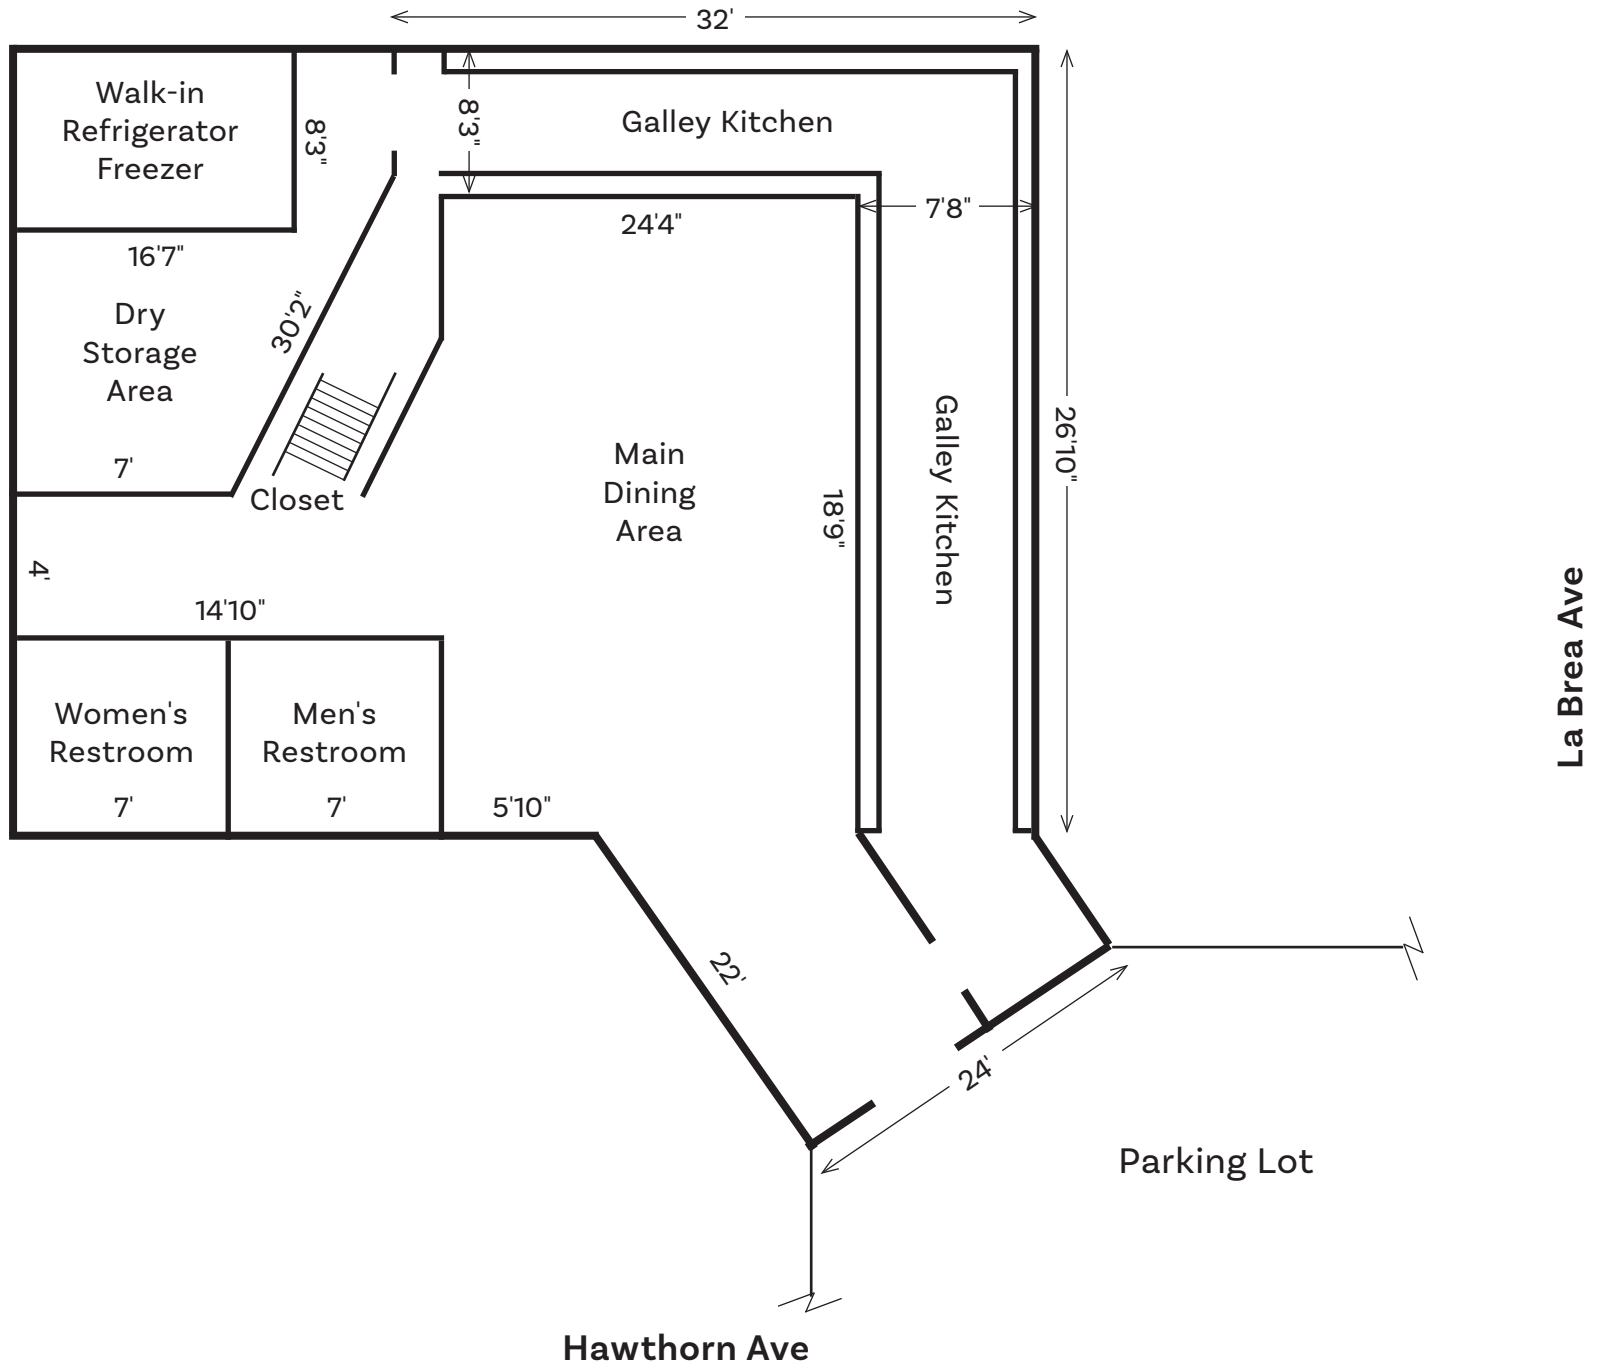 32'
Walk-in
Refrigerator
Freezer
8'3"
8'3"
Galley Kitchen
7'8"
24'4"
16'7"
Dry
Storage
Area
30'2"
7'
Closet
Main
Dining
Area
18'9"
Galley Kitchen
26'10"
4'
14'10"
Women's
Restroom
7'
Men's
Restroom
7'
5'10"
22'
24'
Parking Lot
La Brea Ave
Hawthorn Ave